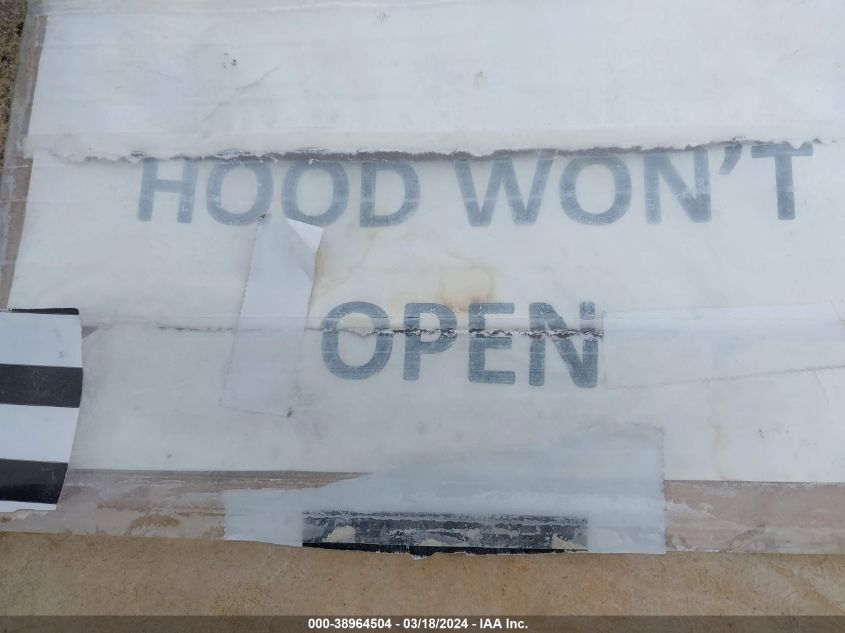 HOOD WON'T
OPEN
000-38964504 / 03/18/2024 - IAA Inc.